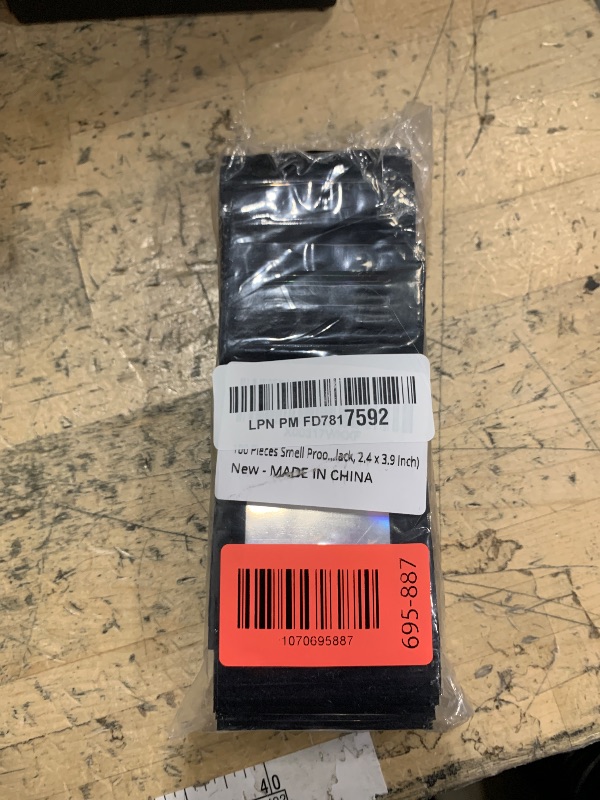 LPN PM FD7817592
100 Pieces Smell Proo...lack, 2.4 x 3.9 Inch)
New - MADE IN CHINA
1070695887
695-887
40